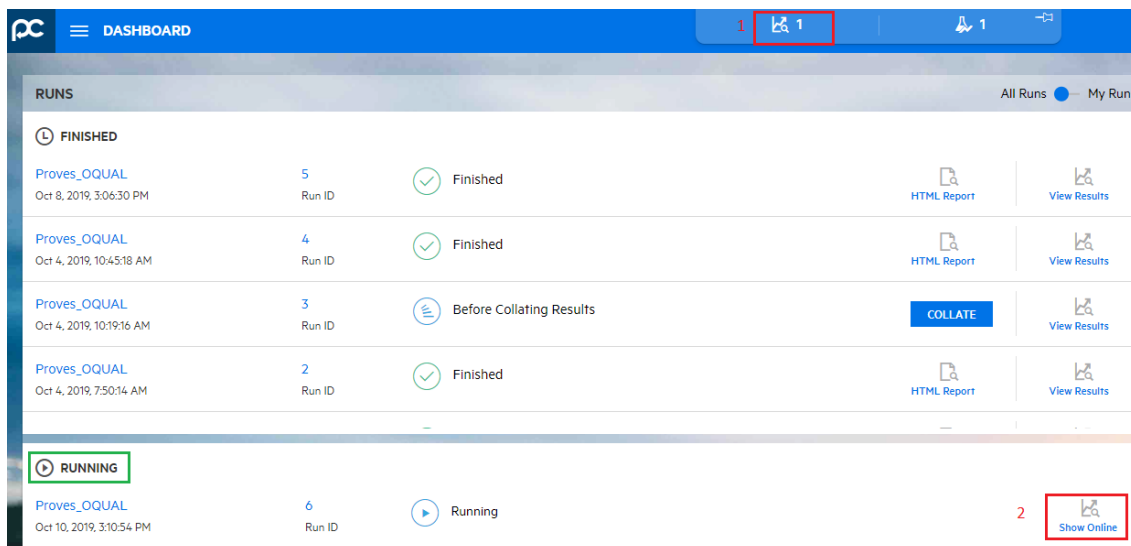 pc DASHBOARD 1 1 1
RUNS All Runs My Run
FINISHED
Proves_OQUAL 5 Finished
Oct 8, 2019, 3:06:30 PM Run ID HTML Report View Results
Proves_OQUAL 4 Finished
Oct 4, 2019, 10:45:18 AM Run ID HTML Report View Results
Proves_OQUAL 3 Before Collating Results COLLATE
Oct 4, 2019, 10:19:16 AM Run ID View Results
Proves_OQUAL 2 Finished
Oct 4, 2019, 7:50:14 AM Run ID HTML Report View Results
RUNNING
Proves_OQUAL 6 Running 2
Oct 10, 2019, 3:10:54 PM Run ID Show Online